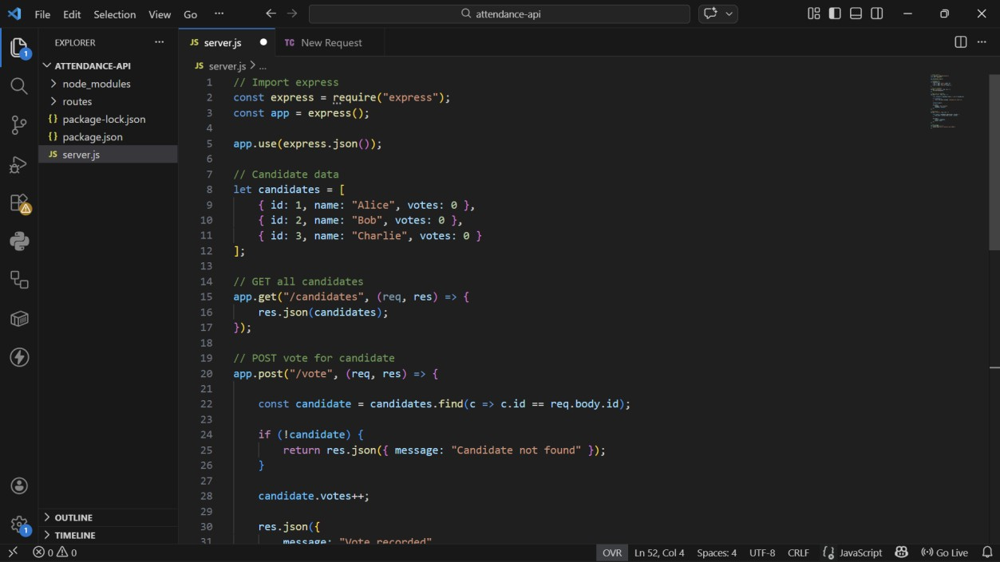 File Edit Selection View Go ··· attendance-api
EXPLORER ···
ATTENDANCE-API
node_modules
routes
{} package-lock.json
{} package.json
JS server.js
OUTLINE
TIMELINE
JS server.js TC New Request ···
JS server.js > ...
1 // Import express
2 const express = require("express");
3 const app = express();
4
5 app.use(express.json());
6
7 // Candidate data
8 let candidates = [
9 { id: 1, name: "Alice", votes: 0 },
10 { id: 2, name: "Bob", votes: 0 },
11 { id: 3, name: "Charlie", votes: 0 }
12 ];
13
14 // GET all candidates
15 app.get("/candidates", (req, res) => {
16 res.json(candidates);
17 });
18
19 // POST vote for candidate
20 app.post("/vote", (req, res) => {
21
22 const candidate = candidates.find(c => c.id == req.body.id);
23
24 if (!candidate) {
25 return res.json({ message: "Candidate not found" });
26 }
27
28 candidate.votes++;
29
30 res.json({
31 message: "Vote recorded"
1
1
0 0 OVR Ln 52, Col 4 Spaces: 4 UTF-8 CRLF {} JavaScript Go Live